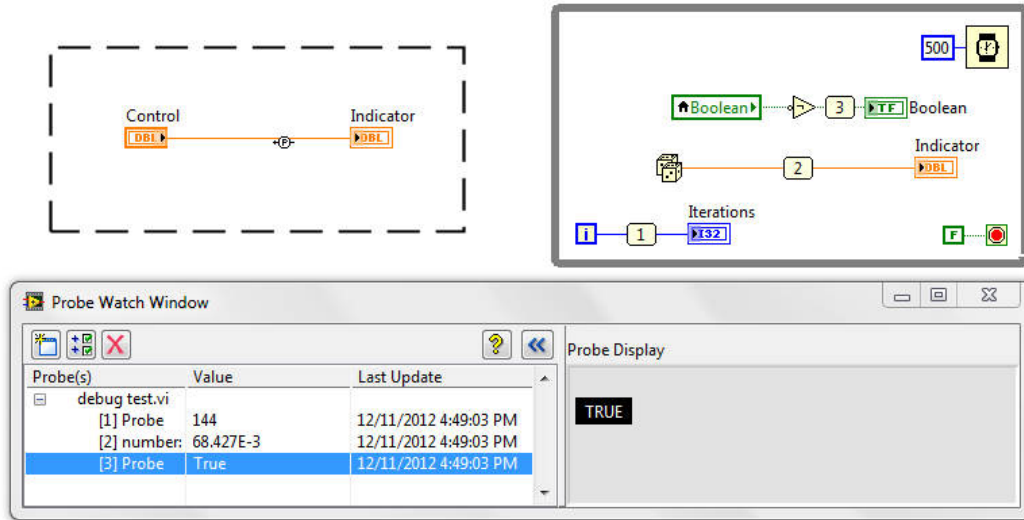 Control
DBL
P
Indicator
DBL
500
Boolean
3
TF
Boolean
2
Indicator
DBL
Iterations
i
1
I32
F
Probe Watch Window
?
Probe Display
Probe(s) Value Last Update
debug test.vi
[1] Probe 144 12/11/2012 4:49:03 PM
[2] number: 68.427E-3 12/11/2012 4:49:03 PM
[3] Probe True 12/11/2012 4:49:03 PM
TRUE